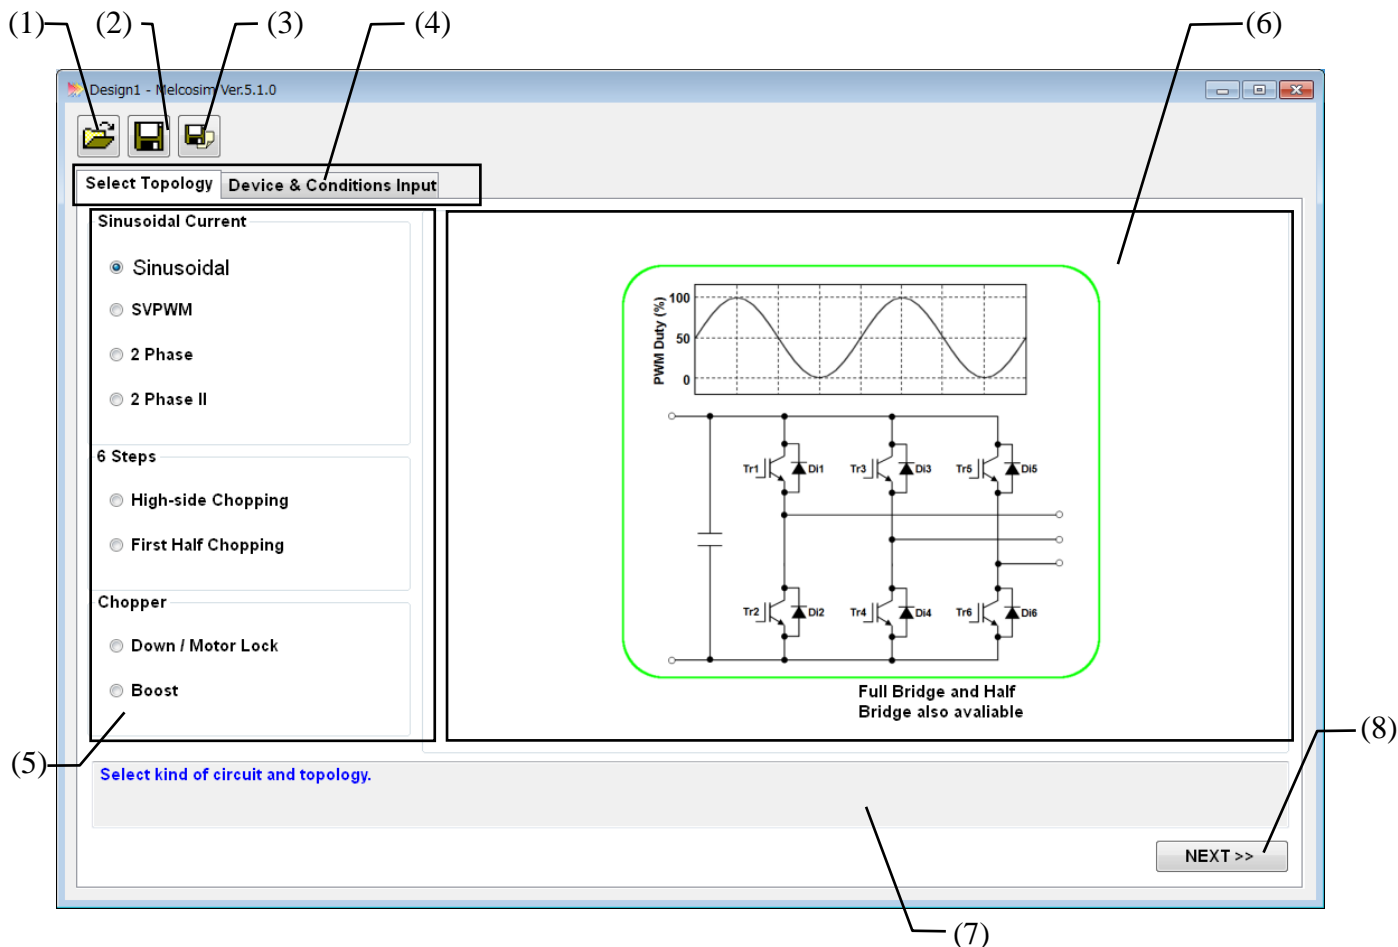 (1) (2) (3) (4) (6)
Design1 - Melcosim Ver.5.1.0
Select Topology Device & Conditions Input
Sinusoidal Current
Sinusoidal
SVPWM
2 Phase
2 Phase II
6 Steps
High-side Chopping
First Half Chopping
Chopper
Down / Motor Lock
Boost
PWM Duty (%)
100
50
0
Tr1 Di1 Tr3 Di3 Tr5 Di5
Tr2 Di2 Tr4 Di4 Tr6 Di6
Full Bridge and Half
Bridge also avaliable
(8)
(5)
Select kind of circuit and topology.
NEXT >>
(7)